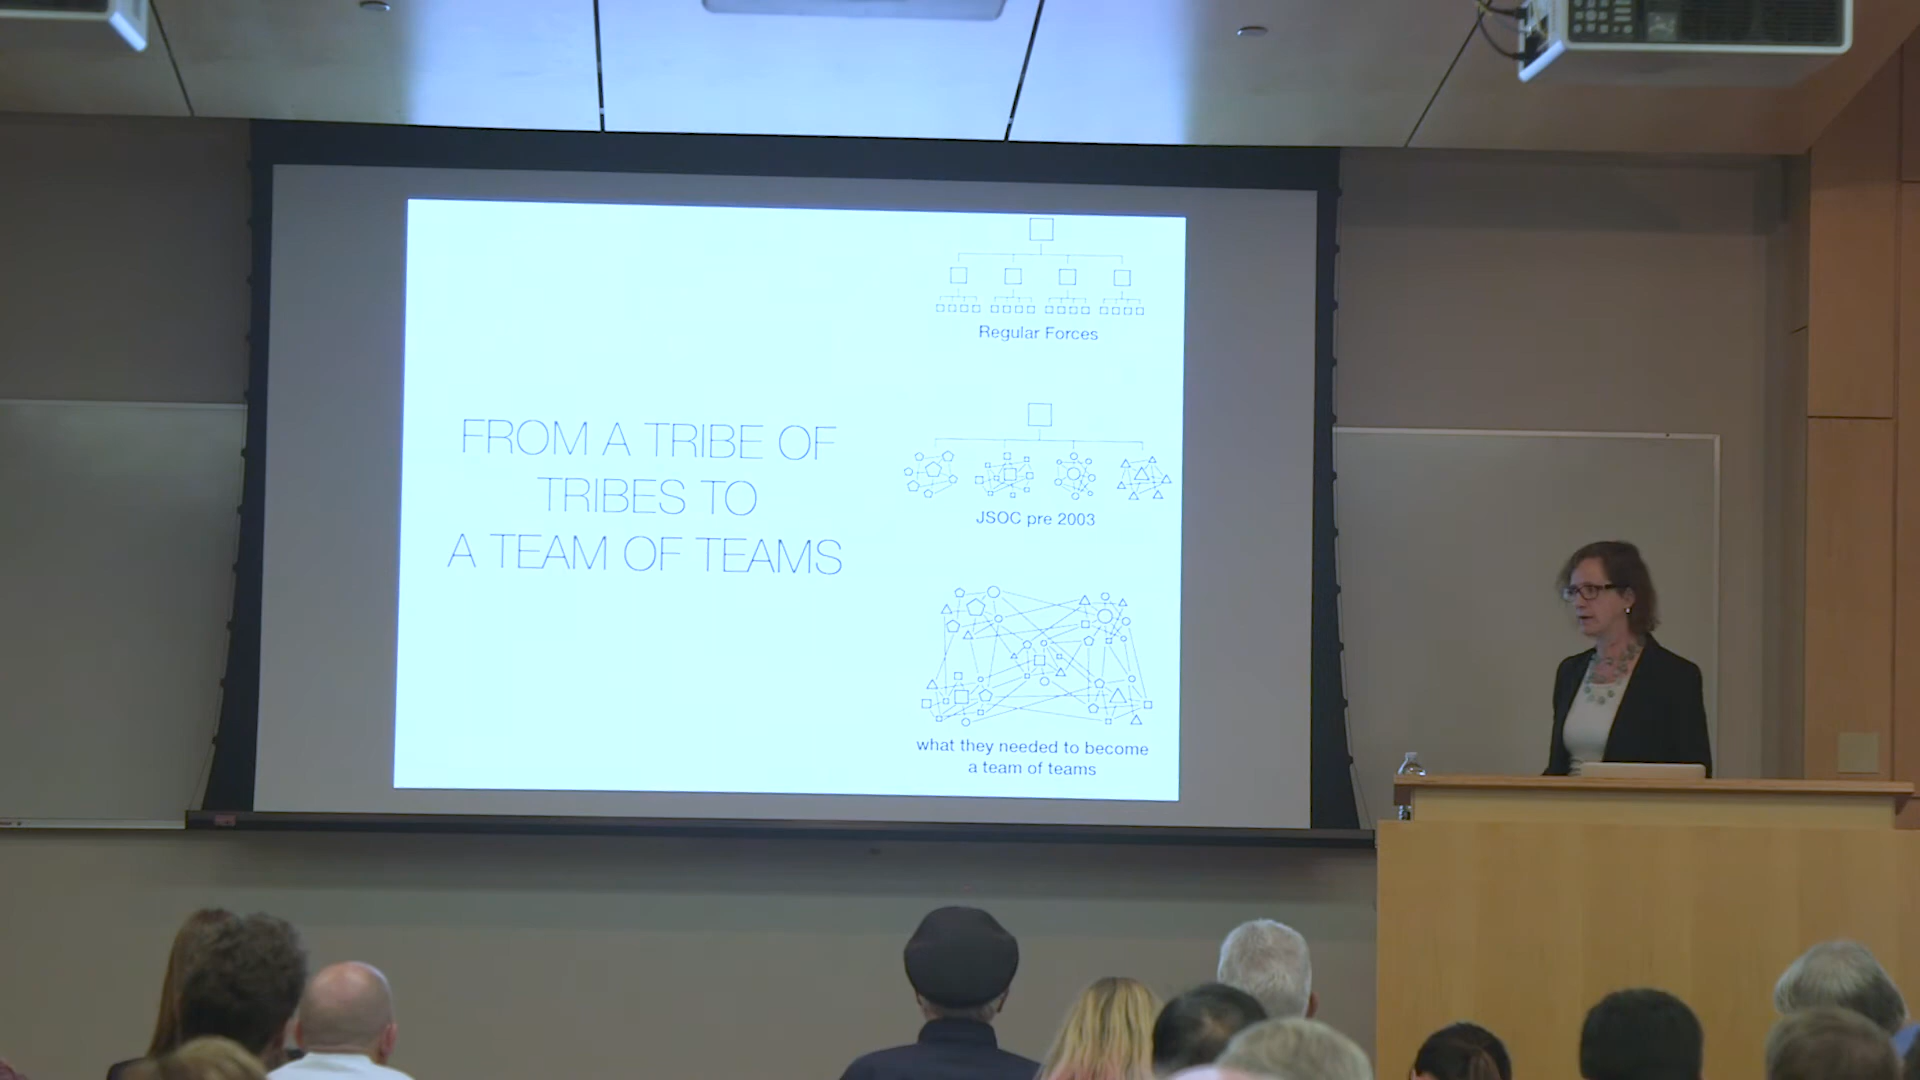 FROM A TRIBE OF
TRIBES TO
A TEAM OF TEAMS
Regular Forces
JSOC pre 2003
what they needed to become
a team of teams